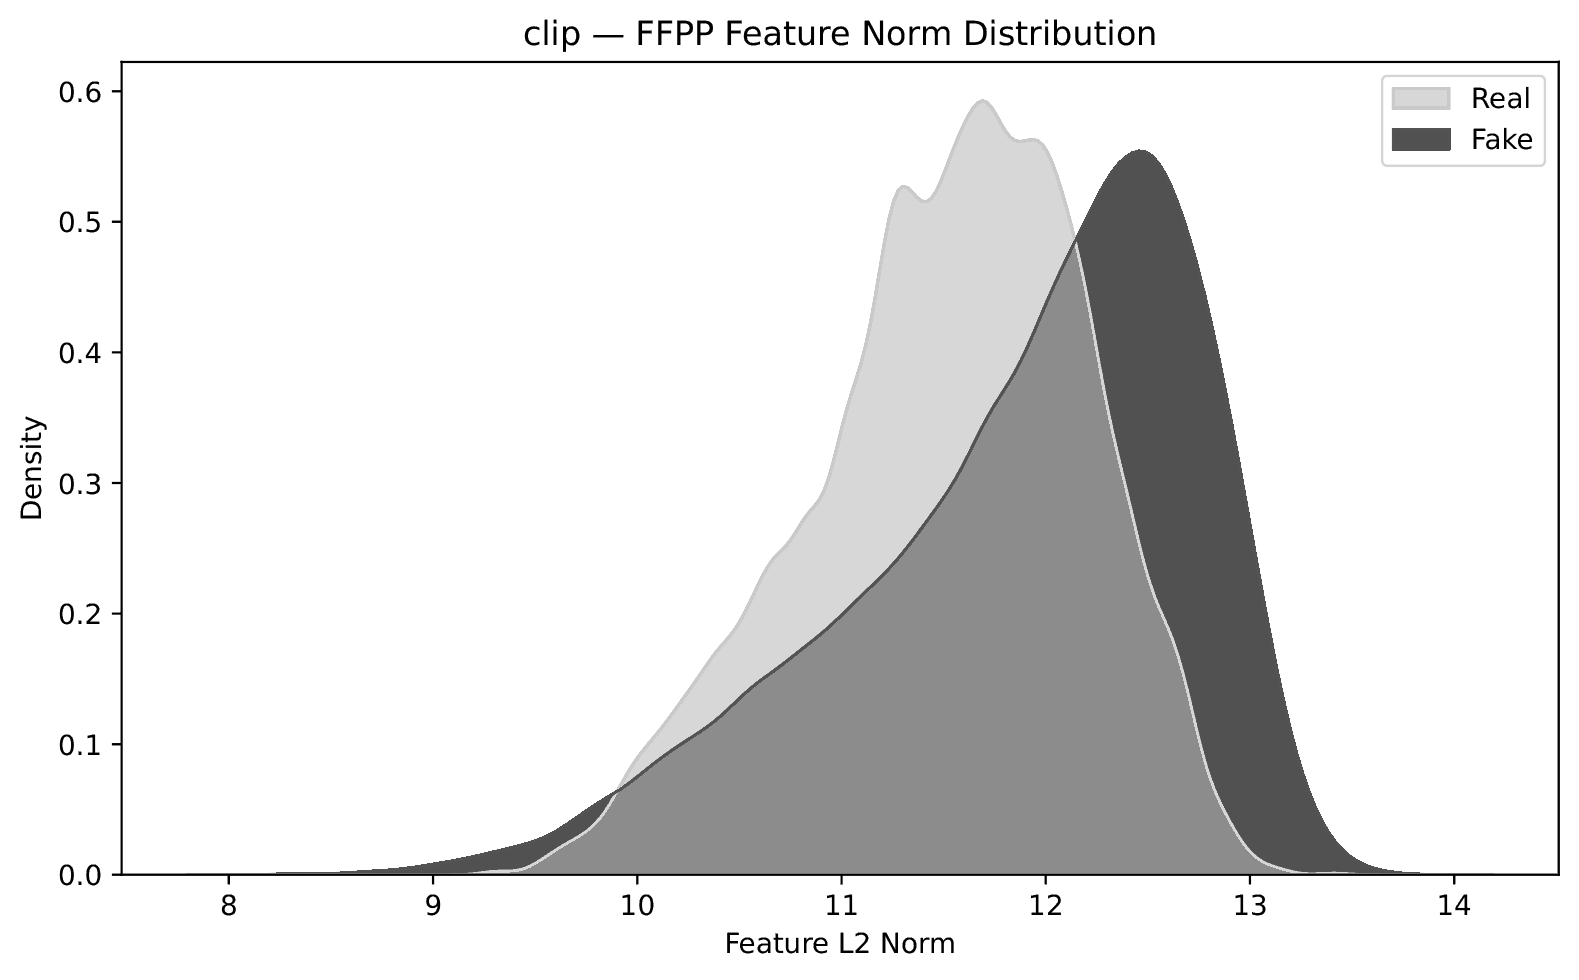 clip — FFPP Feature Norm Distribution
Real
Fake
Density
0.6
0.5
0.4
0.3
0.2
0.1
0.0
8 9 10 11 12 13 14
Feature L2 Norm